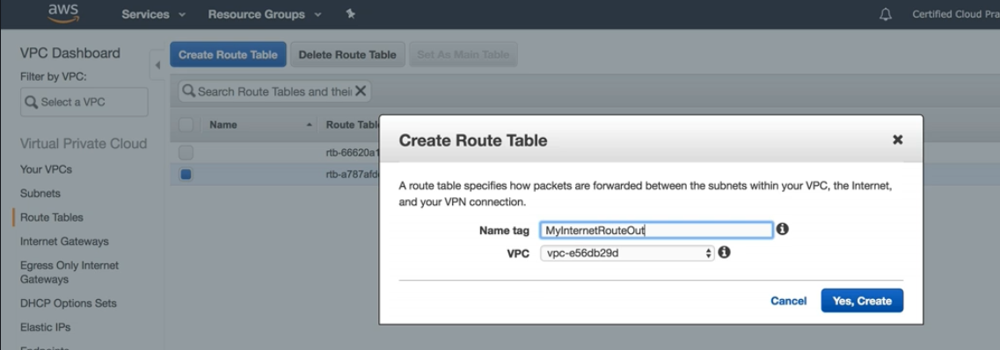 aws
Services
Resource Groups
Certified Cloud Pra
VPC Dashboard
Filter by VPC:
Select a VPC
Virtual Private Cloud
Your VPCs
Subnets
Route Tables
Internet Gateways
Egress Only Internet
Gateways
DHCP Options Sets
Elastic IPs
Create Route Table
Delete Route Table
Set As Main Table
Search Route Tables and thei
Name
Route Tabl
rtb-66620a1
rtb-a787afd
Create Route Table
A route table specifies how packets are forwarded between the subnets within your VPC, the Internet,
and your VPN connection.
Name tag MyInternetRouteOut
VPC vpc-e56db29d
Cancel
Yes, Create